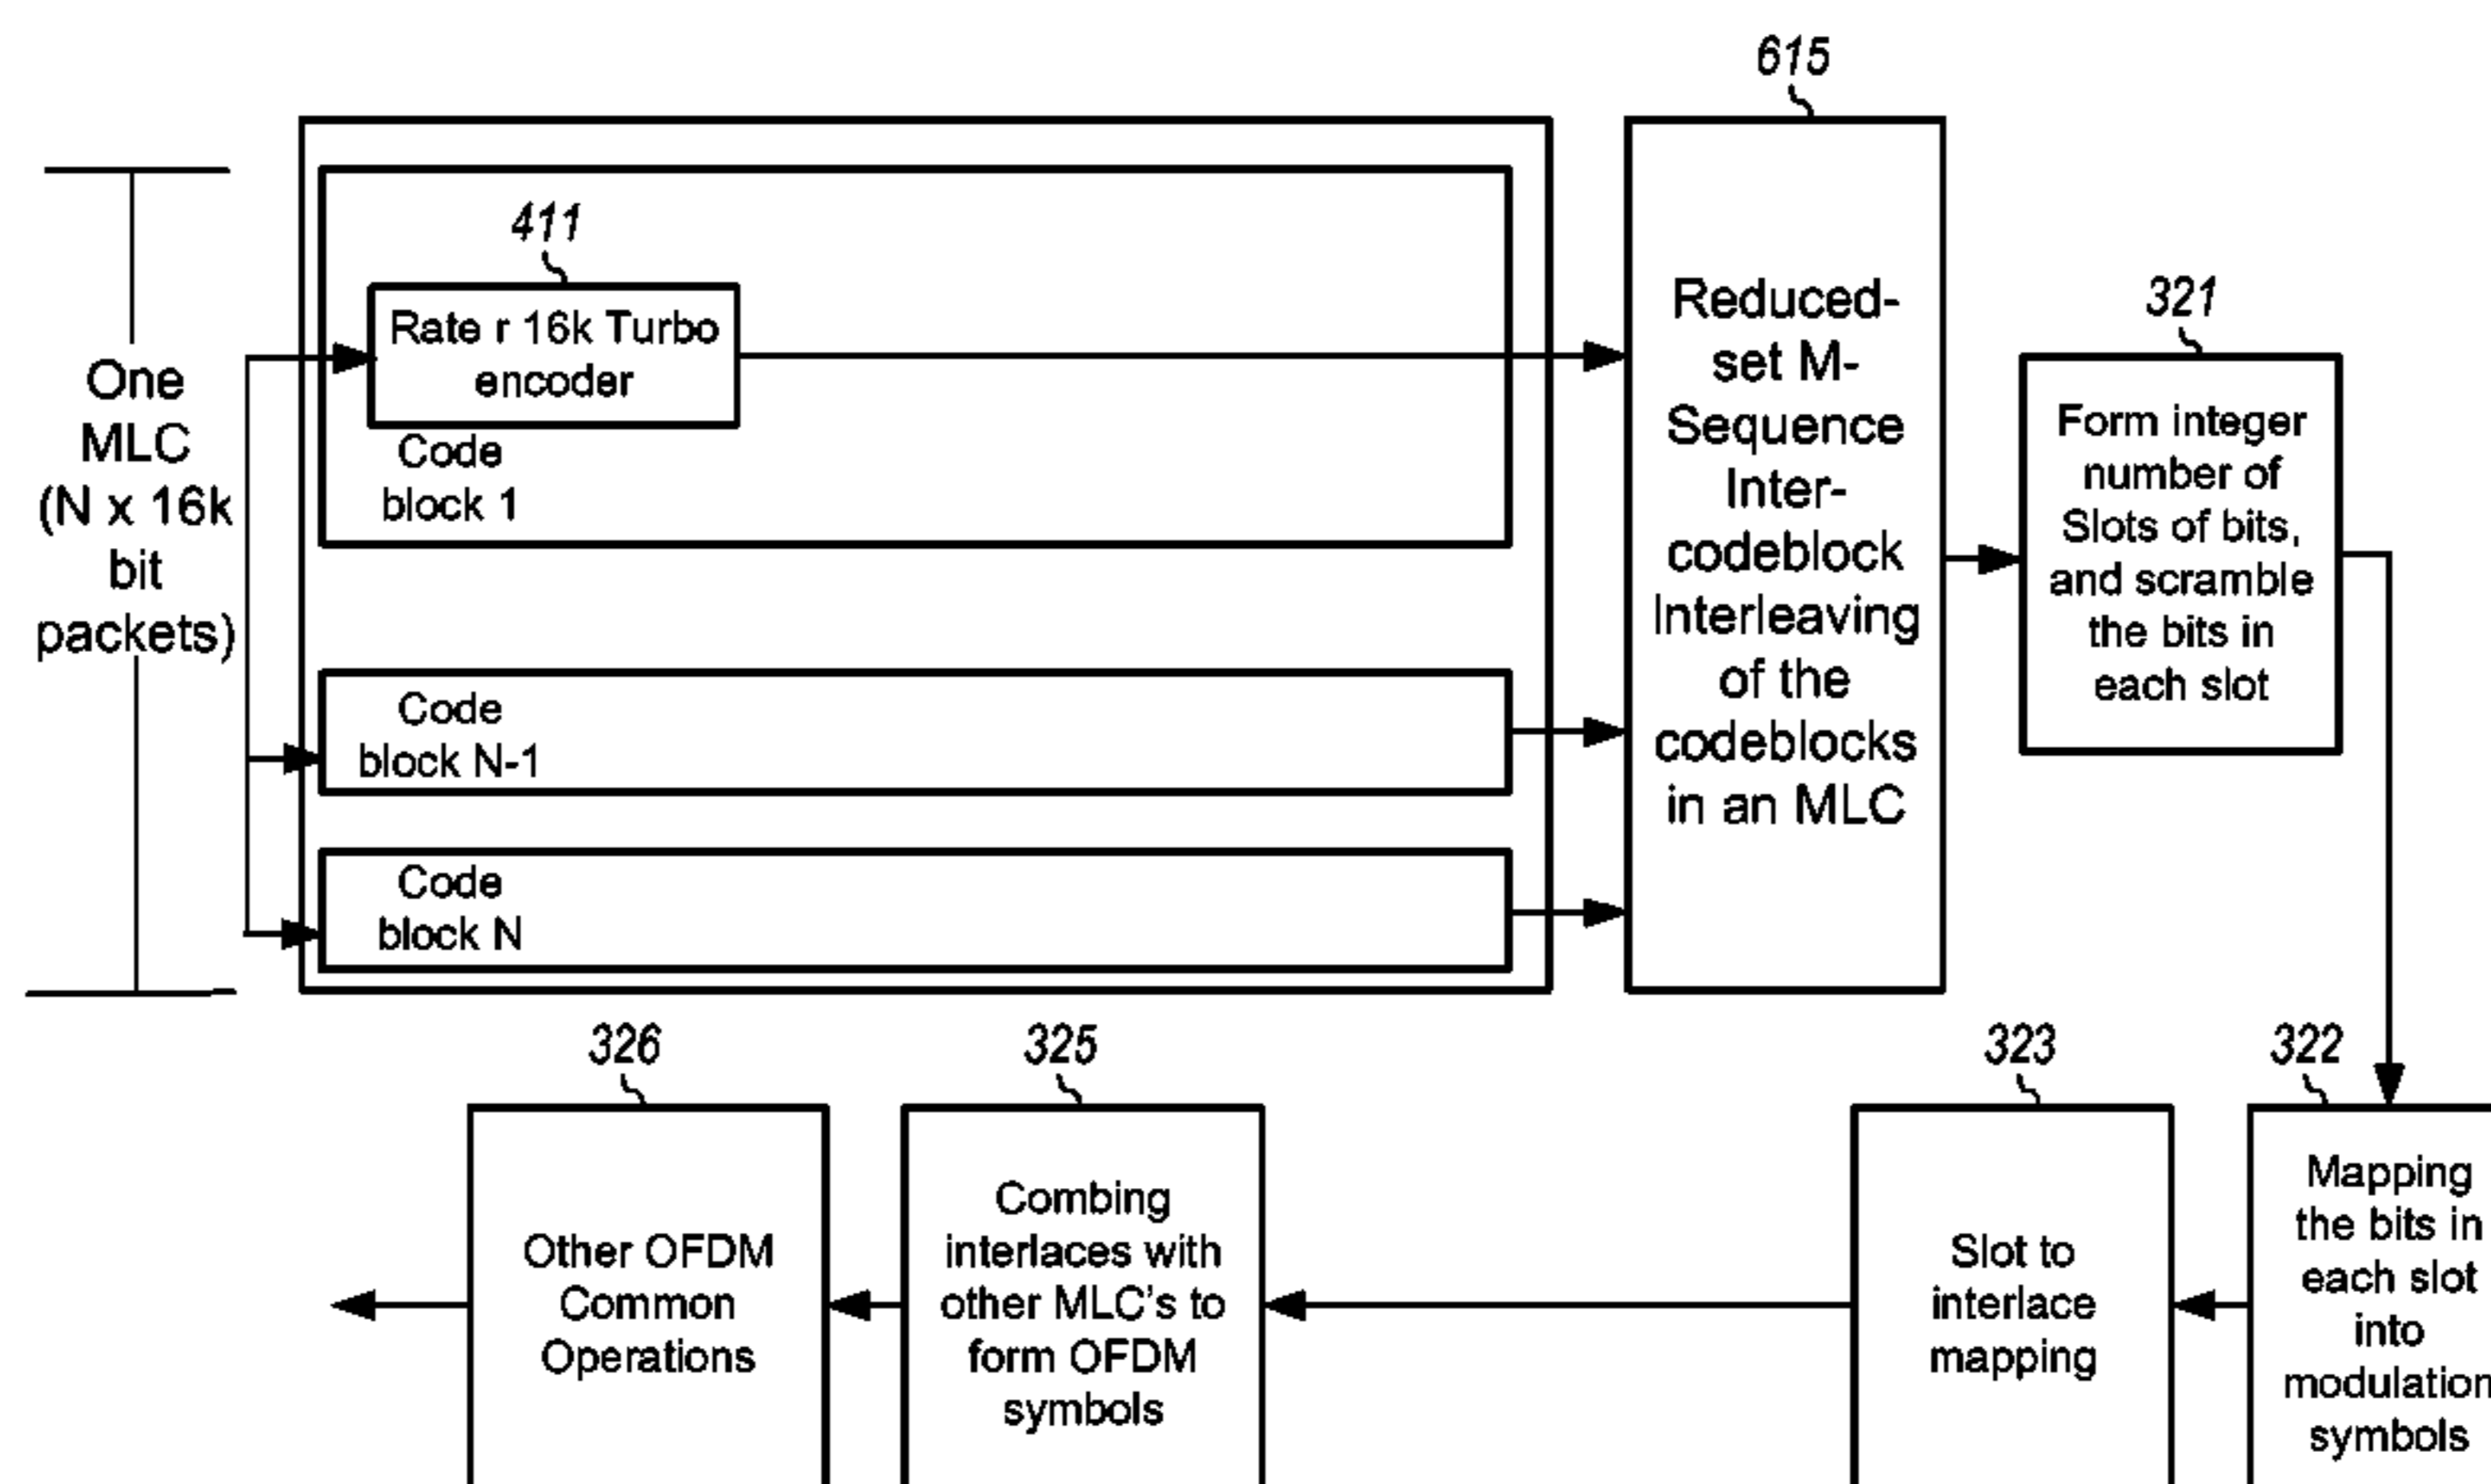 615
411
Rate r 16k Turbo
encoder
Code
block 1
One
MLC
(N x 16k
bit
packets)
Code
block N-1
Code
block N
Reduced-
set M-
Sequence
Inter-
codeblock
Interleaving
of the
codeblocks
in an MLC
321
Form integer
number of
Slots of bits,
and scramble
the bits in
each slot
326
Other OFDM
Common
Operations
325
Combing
interlaces with
other MLC's to
form OFDM
symbols
323
Slot to
interlace
mapping
322
Mapping
the bits in
each slot
into
modulation
symbols